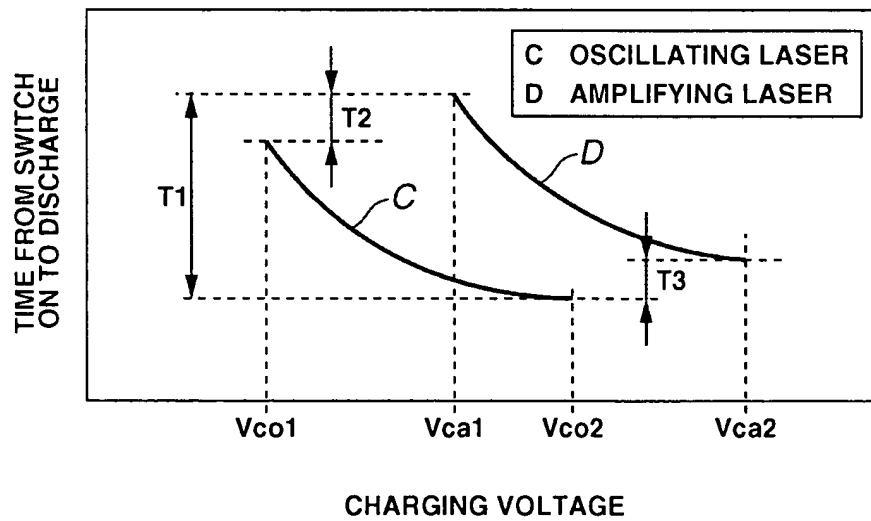 C OSCILLATING LASER
D AMPLIFYING LASER
TIME FROM SWITCH
ON TO DISCHARGE
T1
T2
C
D
T3
Vco1
Vca1
Vco2
Vca2
CHARGING VOLTAGE